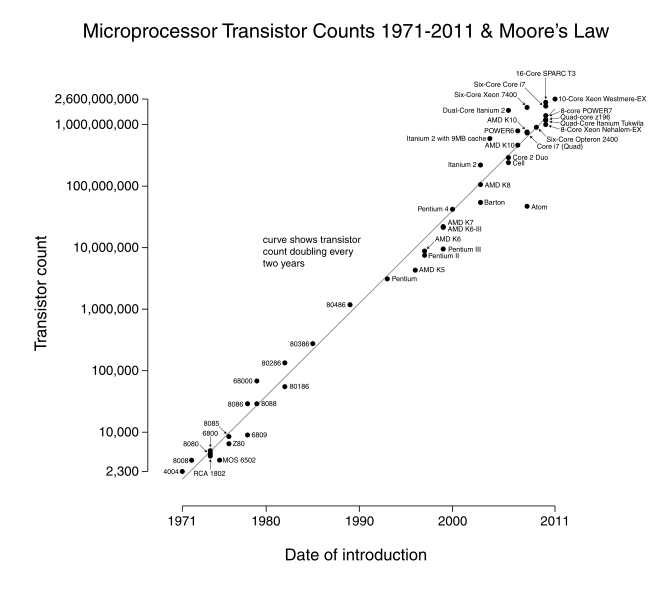 Microprocessor Transistor Counts 1971-2011 & Moore's Law
16-Core SPARC T3
Six-Core Core i7
Six-Core Xeon 7400
10-Core Xeon Westmere-EX
Dual-Core Itanium 2
8-core POWER7
Quad-core z196
AMD K10
Quad-Core Itanium Tukwila
POWER6
8-Core Xeon Nehalem-EX
Itanium 2 with 9MB cache
Six-Core Opteron 2400
AMD K10
Core i7 (Quad)
Core 2 Duo
Itanium 2
Cell
AMD K8
Barton
Pentium 4
Atom
AMD K7
AMD K6-III
curve shows transistor
count doubling every
two years
AMD K6
Pentium III
Pentium II
AMD K5
Pentium
80486
80386
80286
68000
80186
8086
8088
8085
6800
6809
8080
Z80
8008
MOS 6502
4004
RCA 1802
2,600,000,000
1,000,000,000
100,000,000
10,000,000
1,000,000
100,000
10,000
2,300
Transistor count
1971
1980
1990
2000
2011
Date of introduction